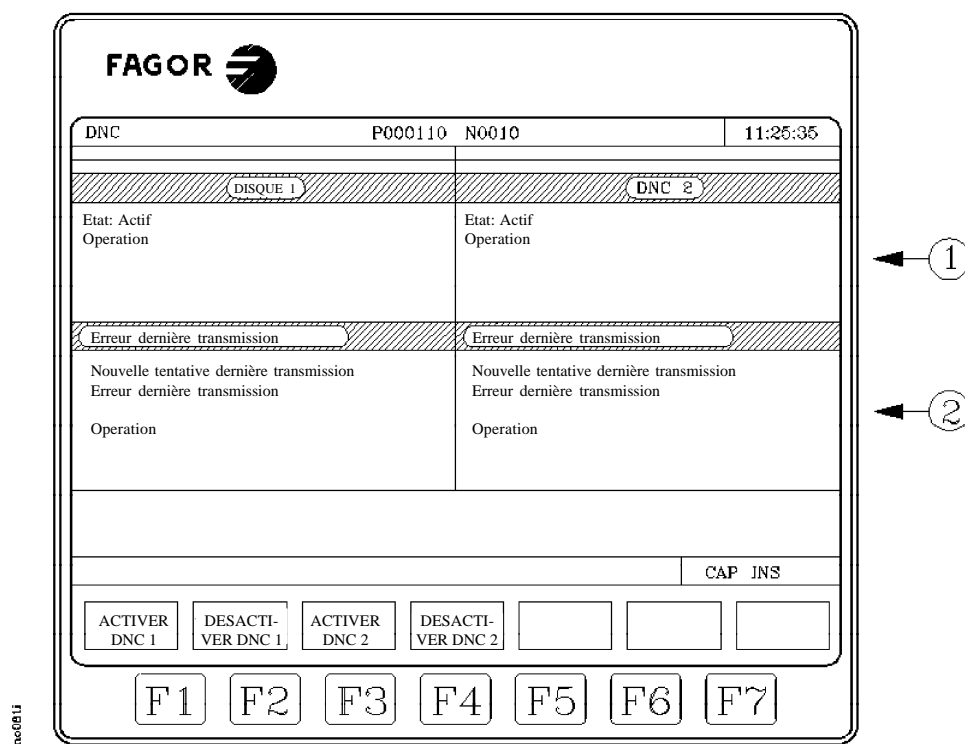 FAGOR
DNC P000110 N0010 11:25:35
DISQUE 1 DNC 2
Etat: Actif
Operation
Etat: Actif
Operation
1
Erreur dernière transmission
Erreur dernière transmission
Nouvelle tentative dernière transmission
Erreur dernière transmission
Operation
Nouvelle tentative dernière transmission
Erreur dernière transmission
Operation
2
CAP INS
ACTIVER
DNC 1
DESACTI-
VER DNC 1
ACTIVER
DNC 2
DESACTI-
VER DNC 2
F1 F2 F3 F4 F5 F6 F7